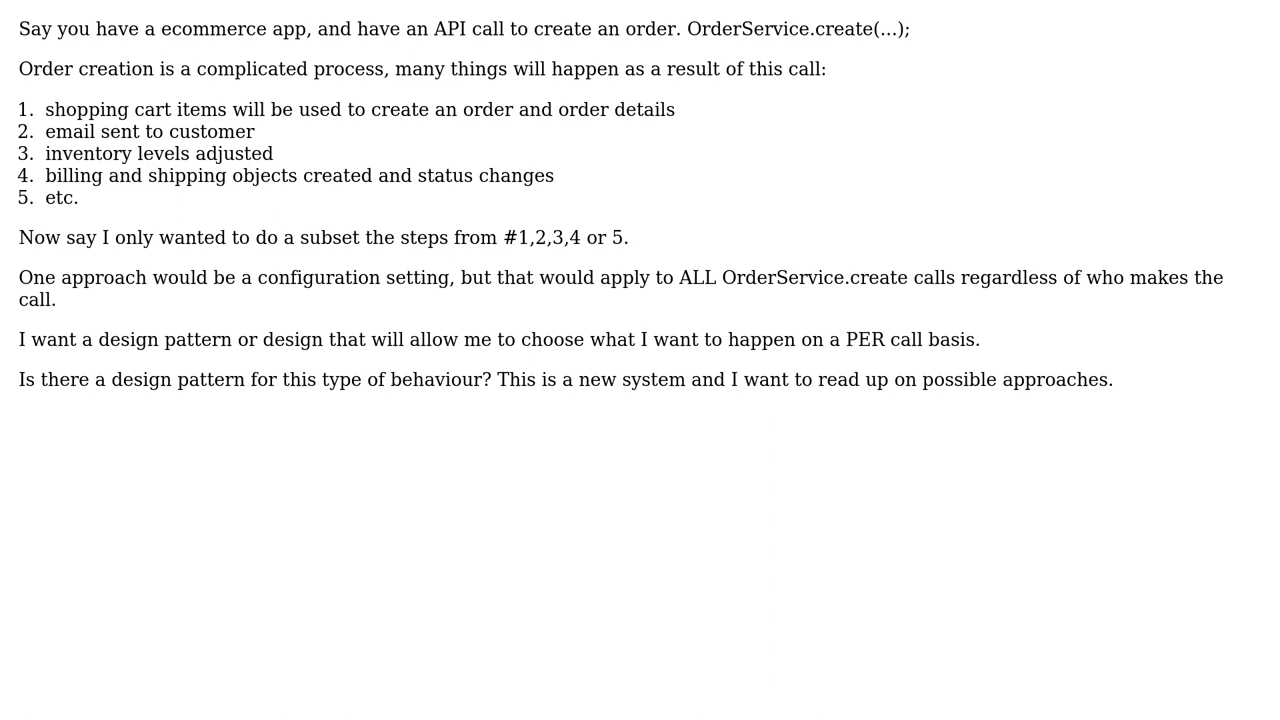 Say you have a ecommerce app, and have an API call to create an order. OrderService.create(...);
Order creation is a complicated process, many things will happen as a result of this call:
1. shopping cart items will be used to create an order and order details
2. email sent to customer
3. inventory levels adjusted
4. billing and shipping objects created and status changes
5. etc.
Now say I only wanted to do a subset the steps from #1,2,3,4 or 5.
One approach would be a configuration setting, but that would apply to ALL OrderService.create calls regardless of who makes the
call.
I want a design pattern or design that will allow me to choose what I want to happen on a PER call basis.
Is there a design pattern for this type of behaviour? This is a new system and I want to read up on possible approaches.